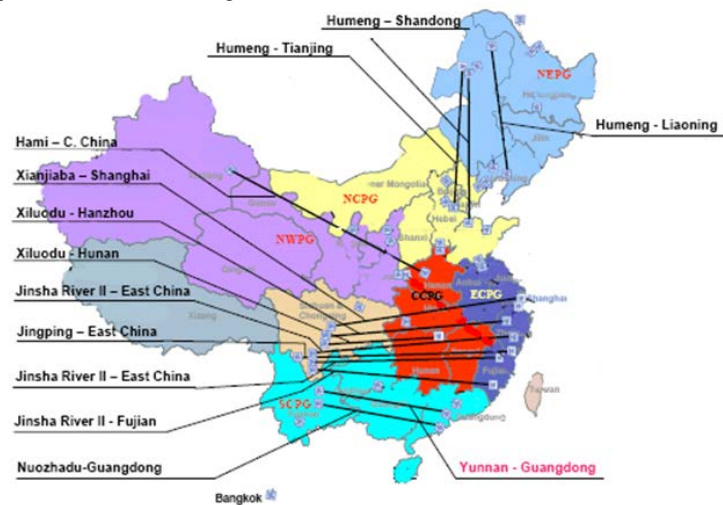 Humeng – Shandong
Humeng - Tianjing
NEPG
Humeng - Liaoning
Hami – C. China
Xianjiaba – Shanghai
Xiluodu - Hanzhou
Xiluodu - Hunan
Jinsha River II – East China
Jingping – East China
Jinsha River II – East China
Jinsha River II - Fujian
Nuozhadu-Guangdong
NCPG
NWPG
CCPG
ECPG
SCPG
Hebei
Shanxi
Shanghai
Xizang
Hunan
Fujian
Taiwan
Yunnan - Guangdong
Bangkok